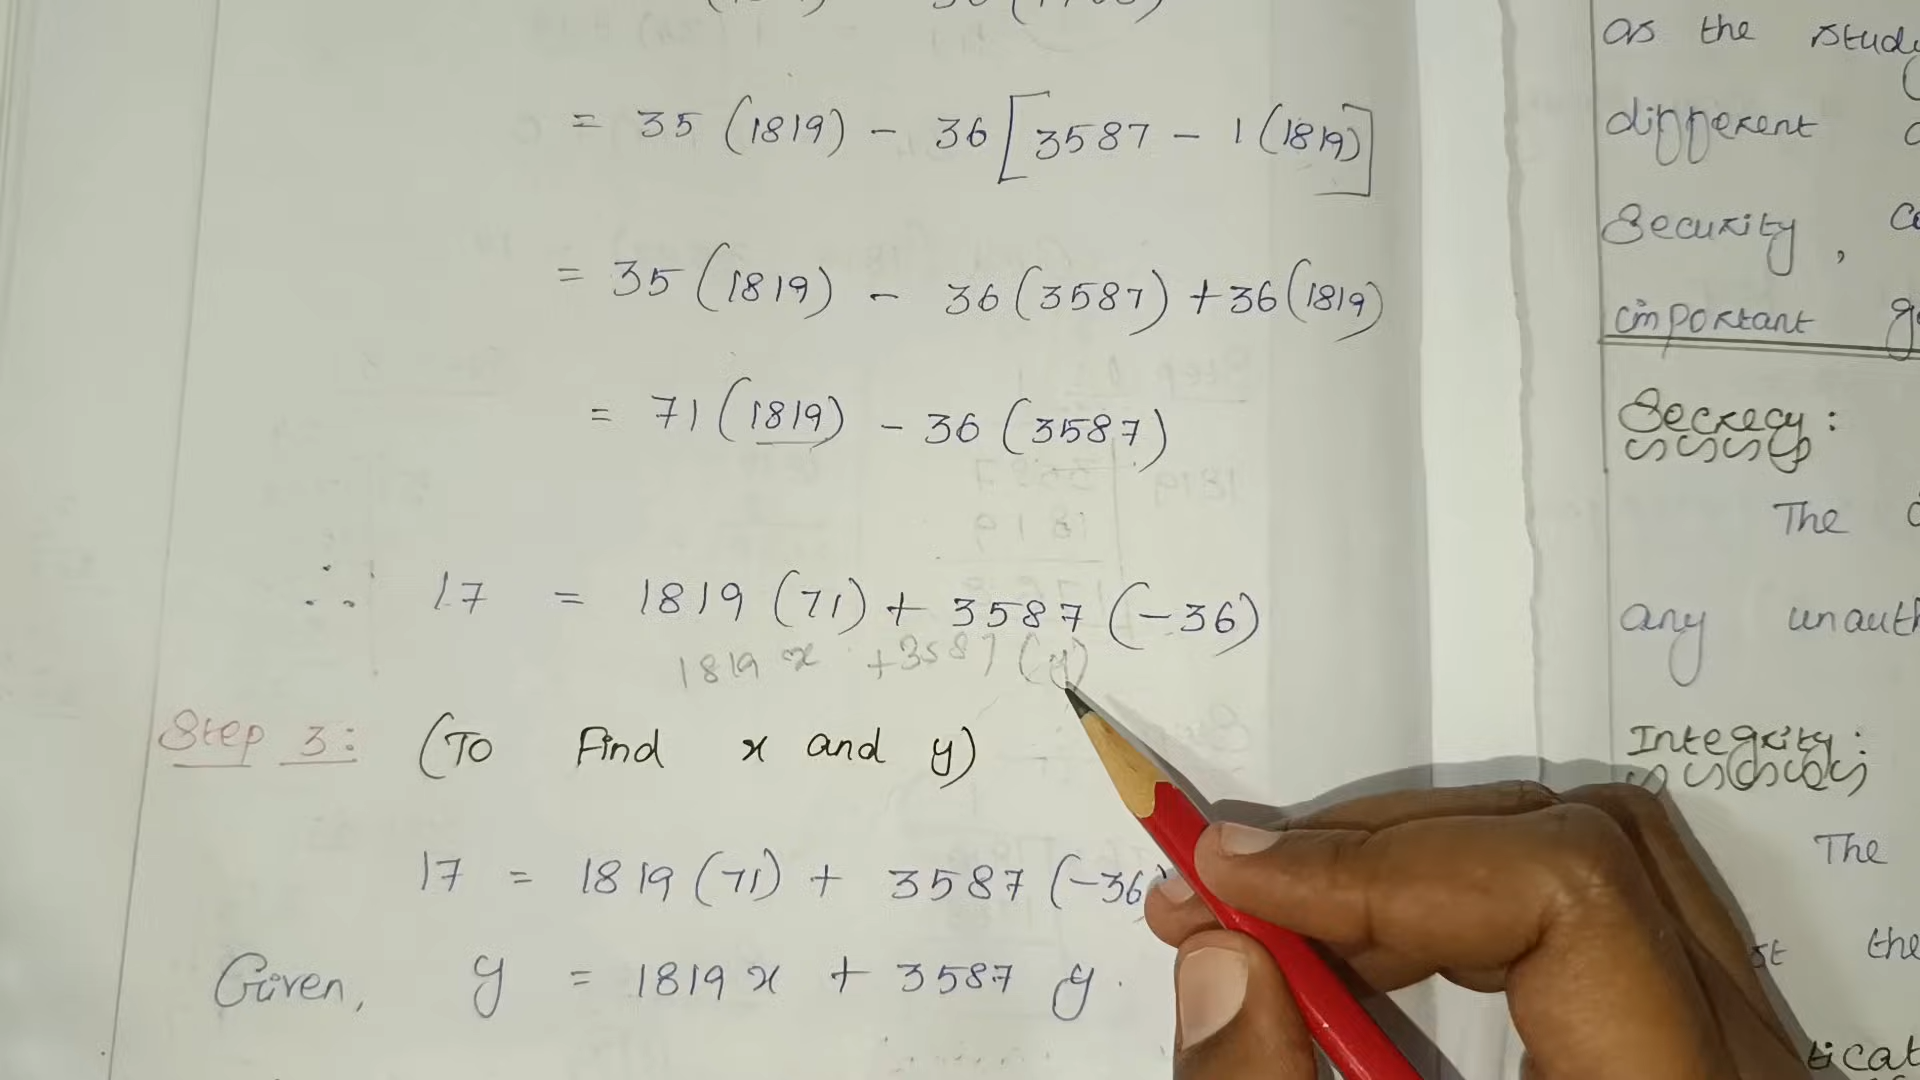 = 35 (1819) - 36 [3587 - 1 (1819)]
= 35 (1819) - 36 (3587) + 36 (1819)
= 71 (1819) - 36 (3587)
∴ 17 = 1819 (71) + 3587 (-36)
1819 x + 3587 (y)
Step 3: (To Find x and y)
17 = 1819 (71) + 3587 (-36
Given, y = 1819 x + 3587 y.
as the study
different
Security,
important
Secrecy:
The
any unauth
Integrity:
The
the